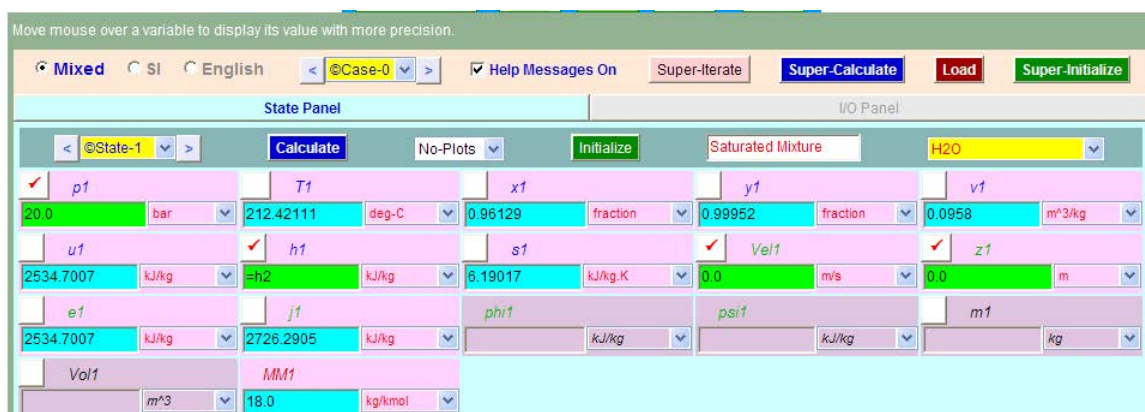 Move mouse over a variable to display its value with more precision.
Mixed SI English < ©Case-0 > Help Messages On Super-Iterate Super-Calculate Load Super-Initialize
State Panel I/O Panel
< ©State-1 > Calculate No-Plots Initialize Saturated Mixture H2O
p1 T1 x1 y1 v1
20.0 bar 212.42111 deg-C 0.96129 fraction 0.99952 fraction 0.0958 m^3/kg
u1 h1 s1 Vel1 z1
2534.7007 kJ/kg =h2 kJ/kg 6.19017 kJ/kg.K 0.0 m/s 0.0 m
e1 j1 phi1 psi1 m1
2534.7007 kJ/kg 2726.2905 kJ/kg kJ/kg kJ/kg kg
Vol1 MM1
m^3 18.0 kg/kmol